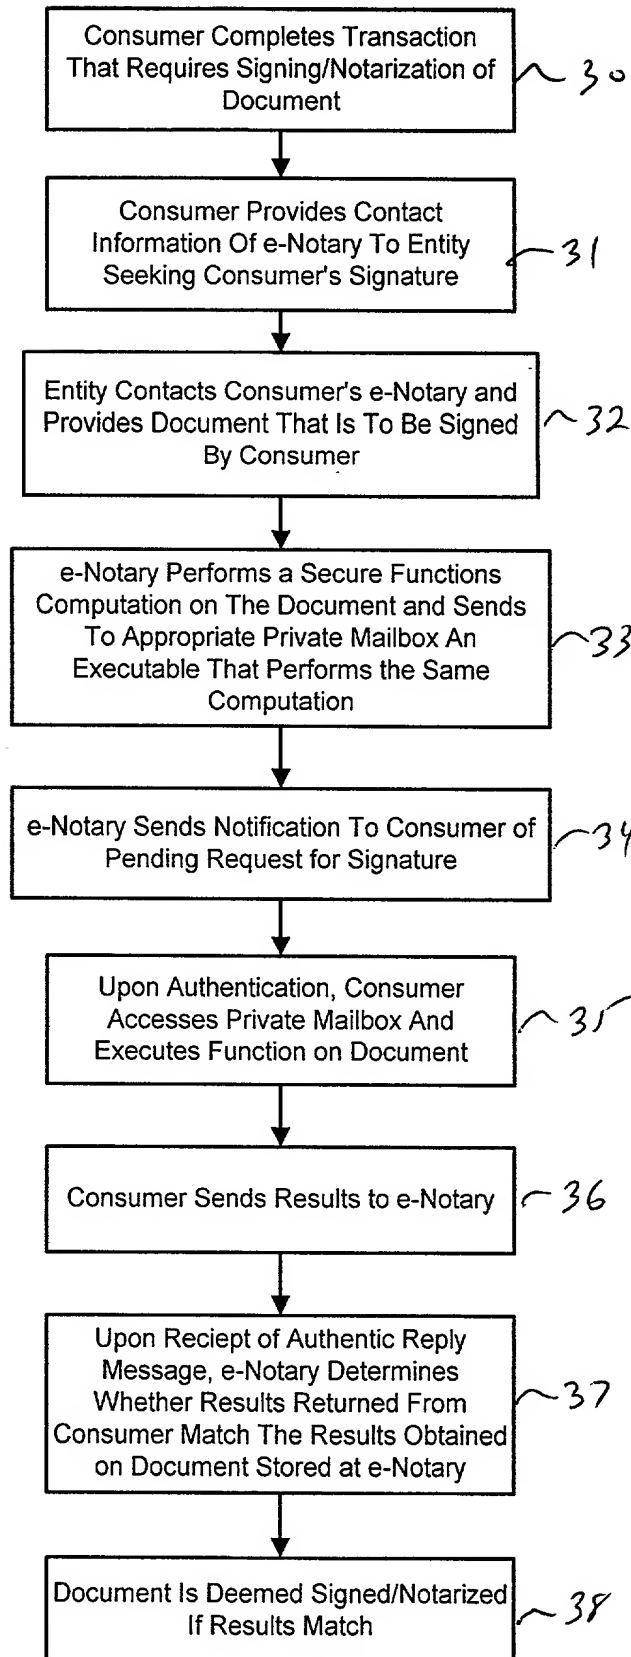 Consumer Completes Transaction
That Requires Signing/Notarization of
Document
30
Consumer Provides Contact
Information Of e-Notary To Entity
Seeking Consumer's Signature
31
Entity Contacts Consumer's e-Notary and
Provides Document That Is To Be Signed
By Consumer
32
e-Notary Performs a Secure Functions
Computation on The Document and Sends
To Appropriate Private Mailbox An
Executable That Performs the Same
Computation
33
e-Notary Sends Notification To Consumer of
Pending Request for Signature
34
Upon Authentication, Consumer
Accesses Private Mailbox And
Executes Function on Document
35
Consumer Sends Results to e-Notary
36
Upon Reciept of Authentic Reply
Message, e-Notary Determines
Whether Results Returned From
Consumer Match The Results Obtained
on Document Stored at e-Notary
37
Document Is Deemed Signed/Notarized
If Results Match
38